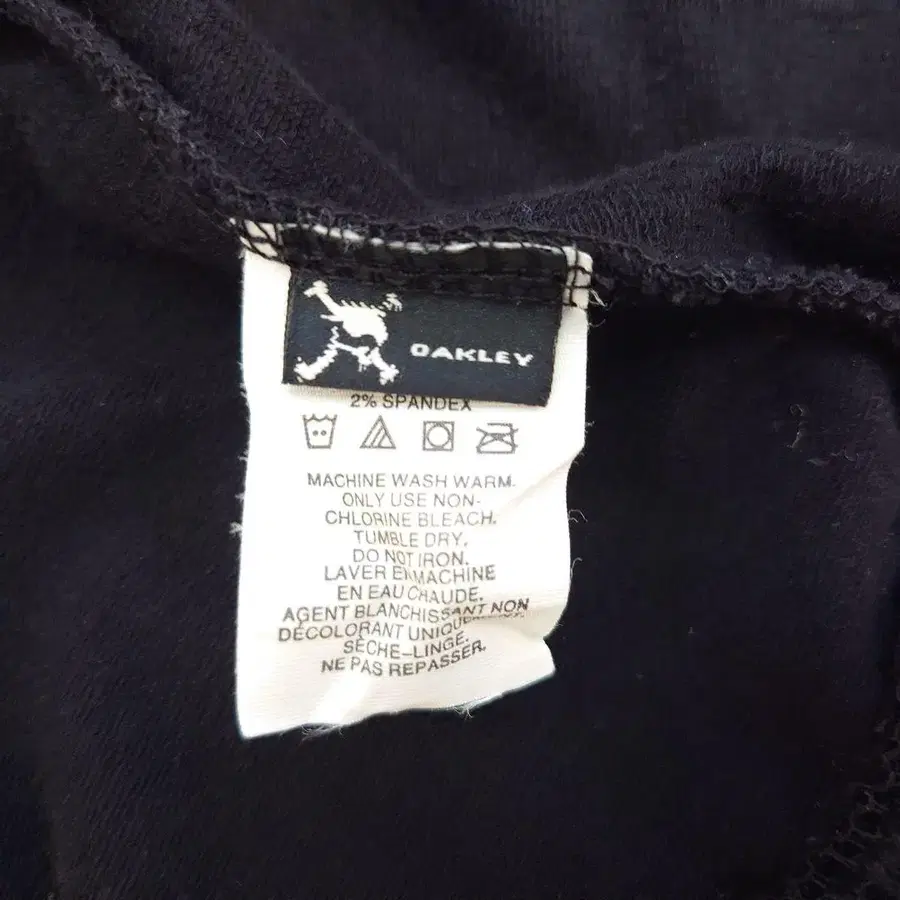 OAKLEY
2% SPANDEX
MACHINE WASH WARM.
ONLY USE NON-
CHLORINE BLEACH.
TUMBLE DRY.
DO NOT IRON.
LAVER EN MACHINE
EN EAU CHAUDE.
AGENT BLANCHISSANT NON
DÉCOLORANT
SÈCHE-LINGE.
NE PAS REPASSER.